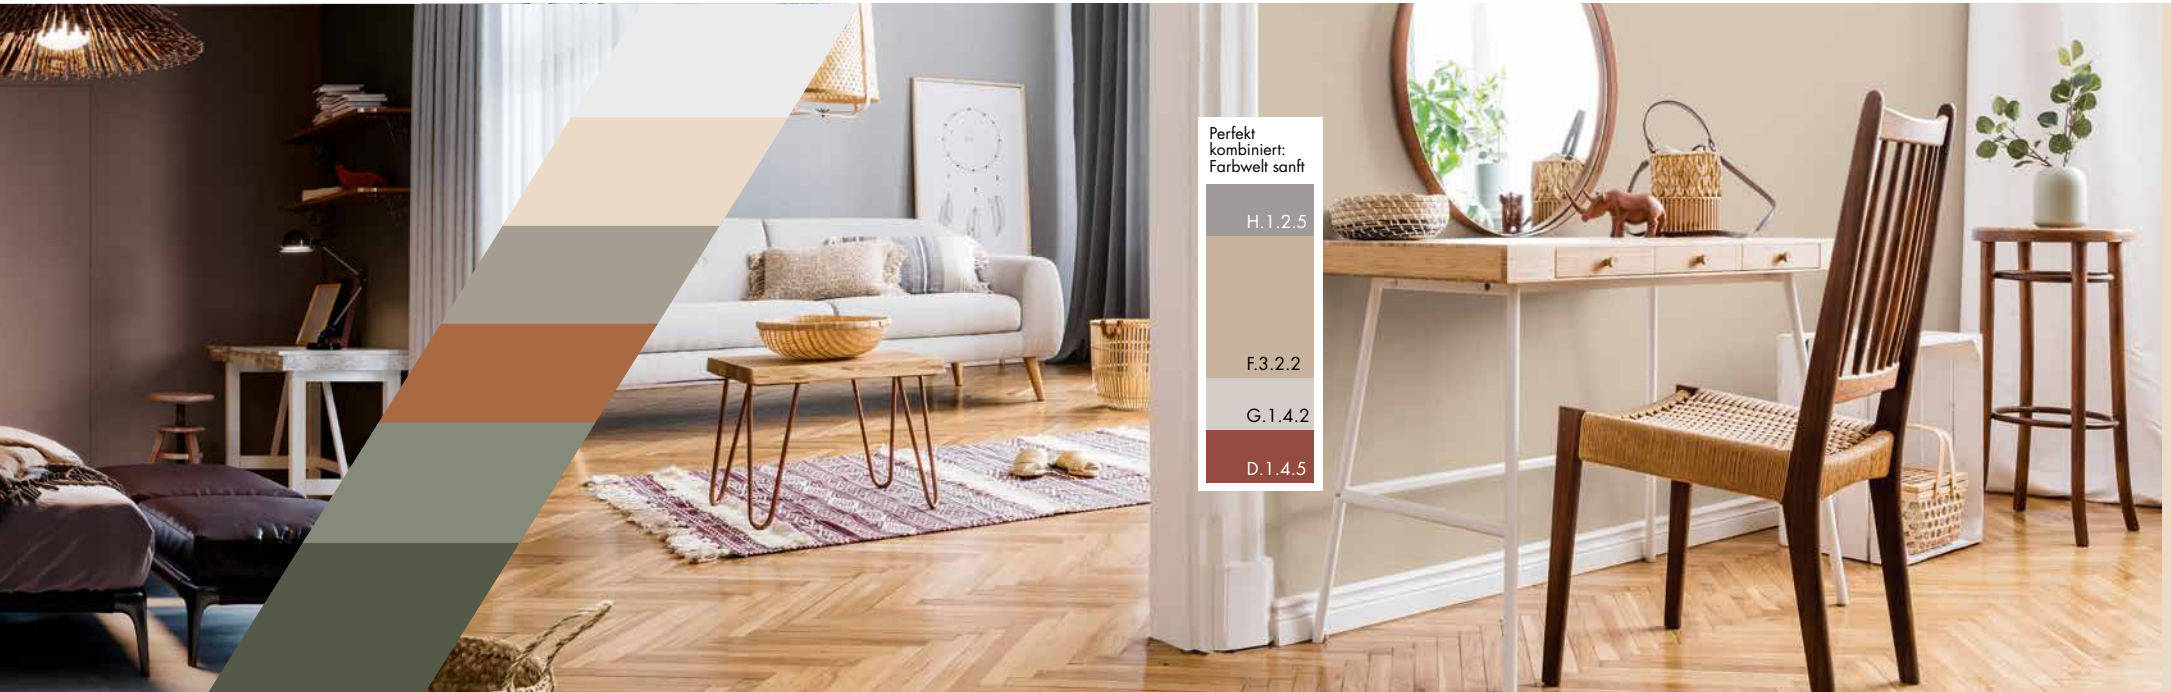 Perfekt
kombiniert:
Farbwelt sanft
H.1.2.5
F.3.2.2
G.1.4.2
D.1.4.5